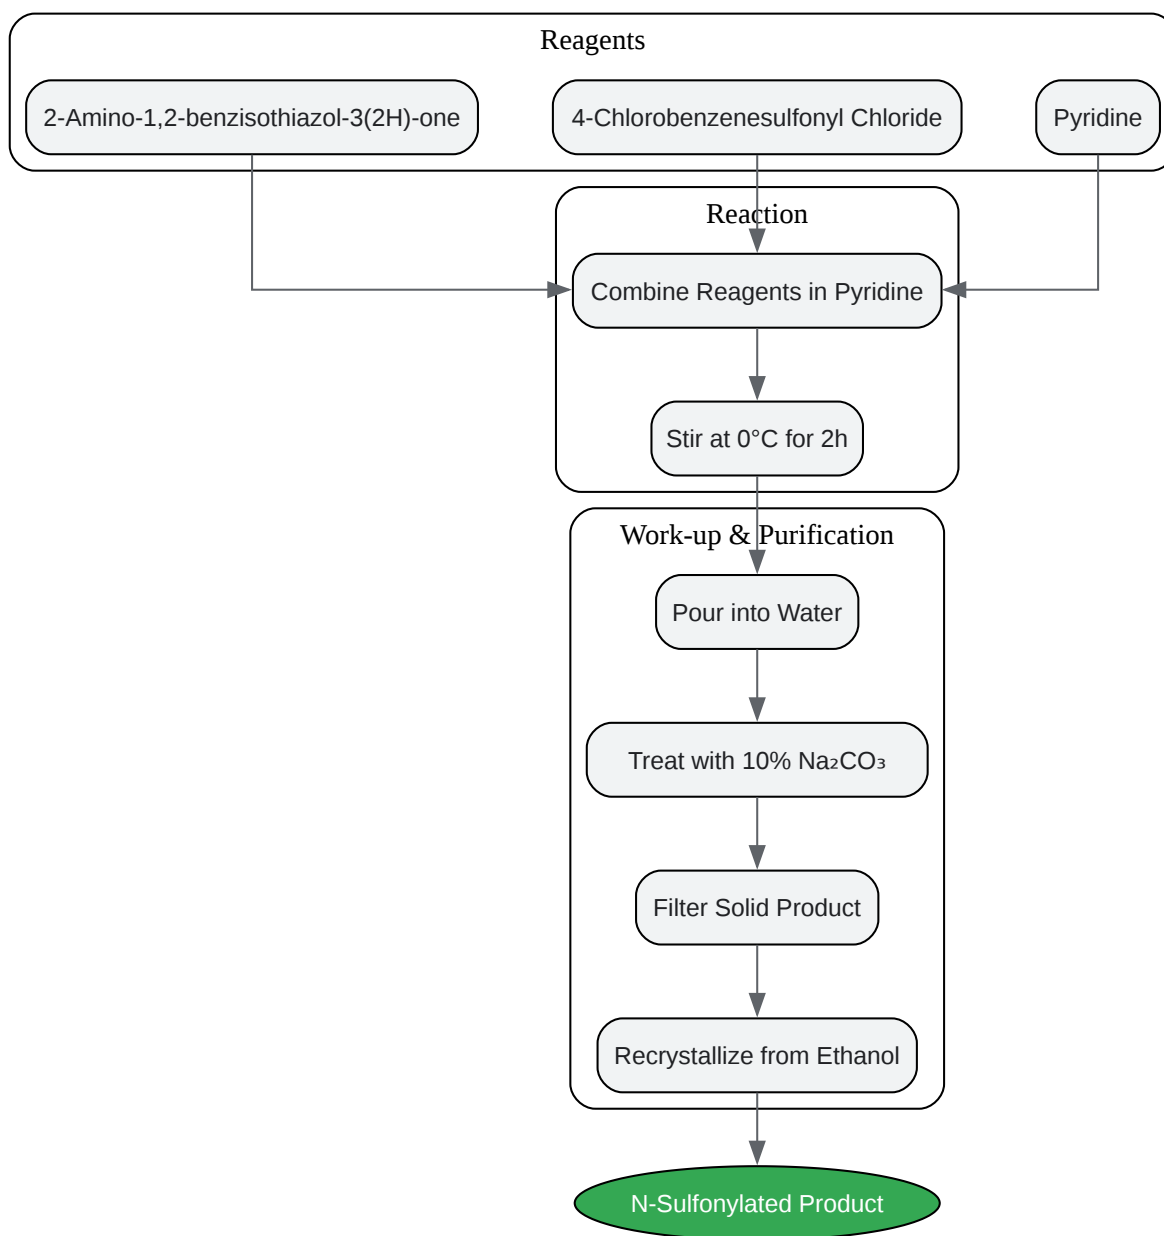 Reagents
2-Amino-1,2-benzisothiazol-3(2H)-one
4-Chlorobenzenesulfonyl Chloride
Pyridine
Reaction
Combine Reagents in Pyridine
Stir at 0°C for 2h
Work-up & Purification
Pour into Water
Treat with 10% Na₂CO₃
Filter Solid Product
Recrystallize from Ethanol
N-Sulfonylated Product